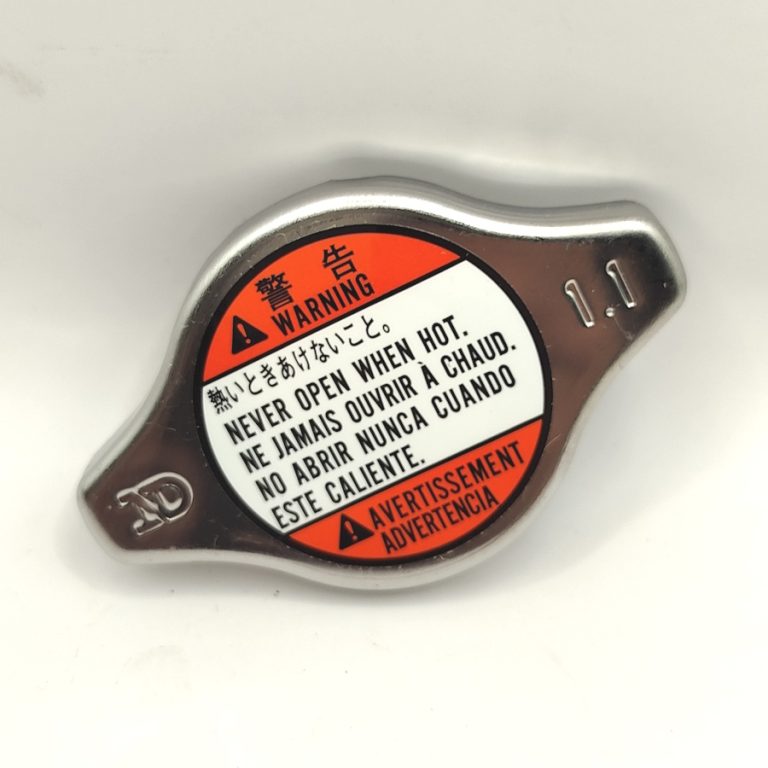 警告
WARNING
熱いときあけないこと。
NEVER OPEN WHEN HOT.
NE JAMAIS OUVRIR À CHAUD.
NO ABRIR NUNCA CUANDO
ESTE CALIENTE.
AVERTISSEMENT
ADVERTENCIA
1.1
ND